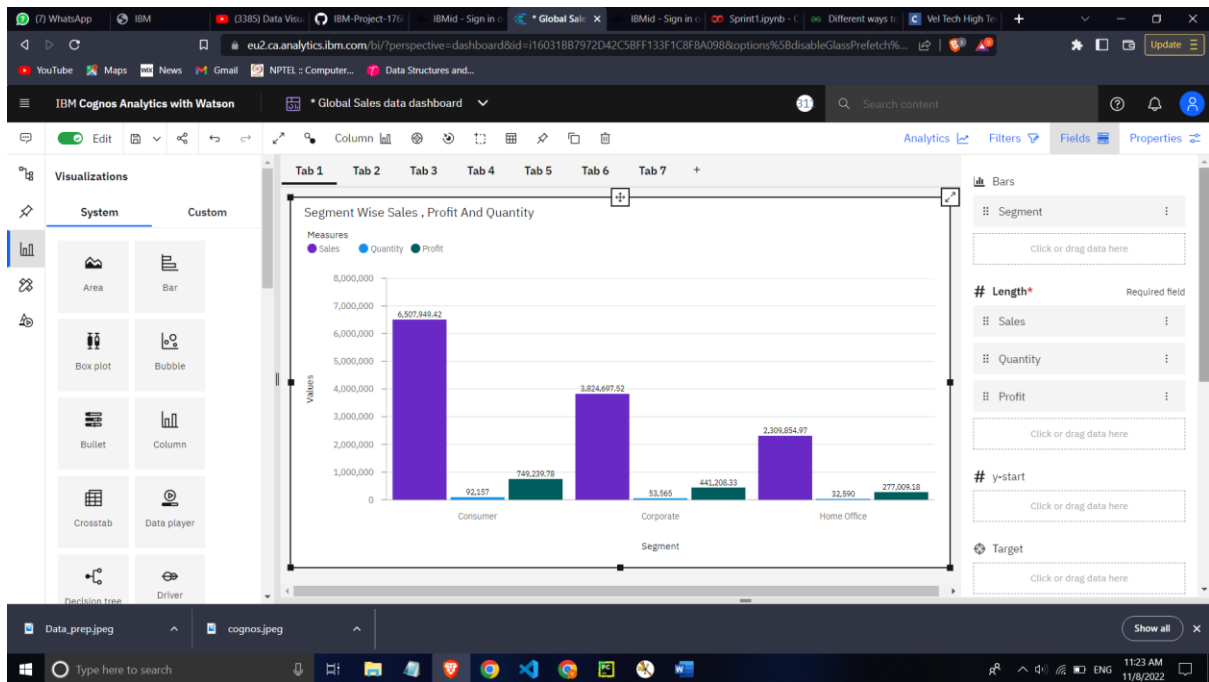 (7) WhatsApp IBM (3385) Data Visu IBM-Project-176 IBMid - Sign in o * Global Sale IBMid - Sign in o Sprint1.ipynb - C Different ways to Vel Tech High Te
eu2.ca.analytics.ibm.com/bi/?perspective=dashboard&id=i16031BB7972D42C5BFF133F1C8F8A098&options%5BdisableGlassPrefetch%... Update
YouTube Maps News Gmail NPTEL :: Computer... Data Structures and...
IBM Cognos Analytics with Watson * Global Sales data dashboard Search content
Edit Column Analytics Filters Fields Properties
Visualizations
System Custom
Area Bar
Box plot Bubble
Bullet Column
Crosstab Data player
Decision tree Driver
Tab 1 Tab 2 Tab 3 Tab 4 Tab 5 Tab 6 Tab 7 +
Segment Wise Sales , Profit And Quantity
Measures
Sales Quantity Profit
8,000,000
7,000,000
6,000,000
5,000,000
4,000,000
3,000,000
2,000,000
1,000,000
0
Values
6,507,949.42
92,157
749,239.78
3,824,697.52
53,565
441,208.33
2,309,854.97
32,590
277,009.18
Consumer Corporate Home Office
Segment
Bars
Segment
Click or drag data here
# Length* Required field
Sales
Quantity
Profit
Click or drag data here
# y-start
Click or drag data here
Target
Click or drag data here
Data_prep.jpeg cognos.jpeg Show all
Type here to search ENG 11:23 AM
11/8/2022